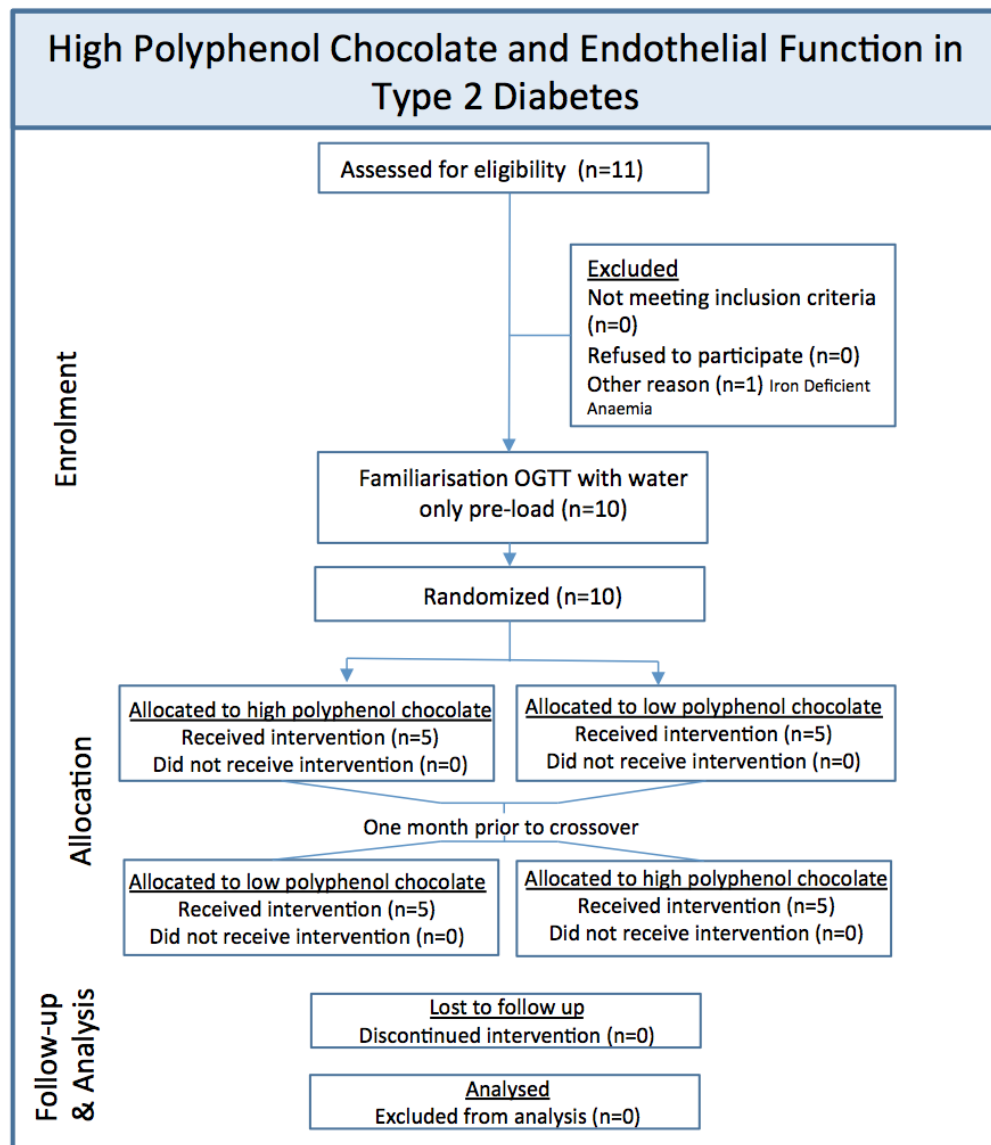 High Polyphenol Chocolate and Endothelial Function in
Type 2 Diabetes
Enrolment
Assessed for eligibility (n=11)
Excluded
Not meeting inclusion criteria
(n=0)
Refused to participate (n=0)
Other reason (n=1) Iron Deficient
Anaemia
Familiarisation OGTT with water
only pre-load (n=10)
Randomized (n=10)
Allocation
Allocated to high polyphenol chocolate
Received intervention (n=5)
Did not receive intervention (n=0)
Allocated to low polyphenol chocolate
Received intervention (n=5)
Did not receive intervention (n=0)
One month prior to crossover
Allocated to low polyphenol chocolate
Received intervention (n=5)
Did not receive intervention (n=0)
Allocated to high polyphenol chocolate
Received intervention (n=5)
Did not receive intervention (n=0)
Follow-up
& Analysis
Lost to follow up
Discontinued intervention (n=0)
Analysed
Excluded from analysis (n=0)